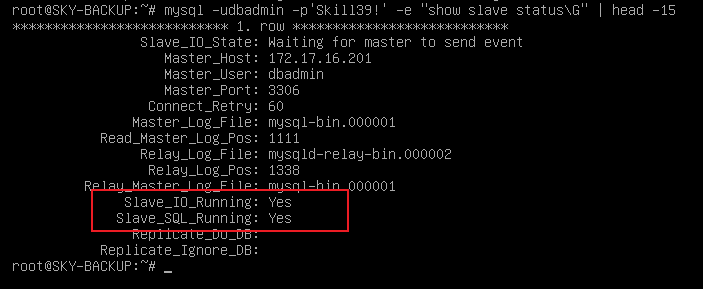 root@SKY-BACKUP:~# mysql -udbadmin -p'Skill39!' -e "show slave status\G" | head -15
*************************** 1. row ***************************
Slave_IO_State: Waiting for master to send event
Master_Host: 172.17.16.201
Master_User: dbadmin
Master_Port: 3306
Connect_Retry: 60
Master_Log_File: mysql-bin.000001
Read_Master_Log_Pos: 1111
Relay_Log_File: mysqld-relay-bin.000002
Relay_Log_Pos: 1338
Relay_Master_Log_File: mysql-bin.000001
Slave_IO_Running: Yes
Slave_SQL_Running: Yes
Replicate_Do_DB:
Replicate_Ignore_DB:
root@SKY-BACKUP:~# _